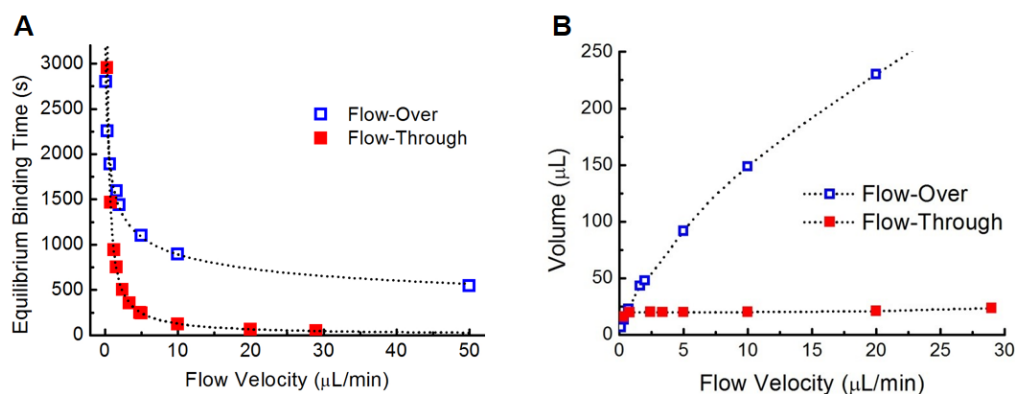 A
Equilibrium Binding Time (s)
3000
2500
2000
1500
1000
500
0
Flow-Over
Flow-Through
0 10 20 30 40 50
Flow Velocity (μL/min)
B
Volume (μL)
250
200
150
100
50
0
Flow-Over
Flow-Through
0 5 10 15 20 25 30
Flow Velocity (μL/min)